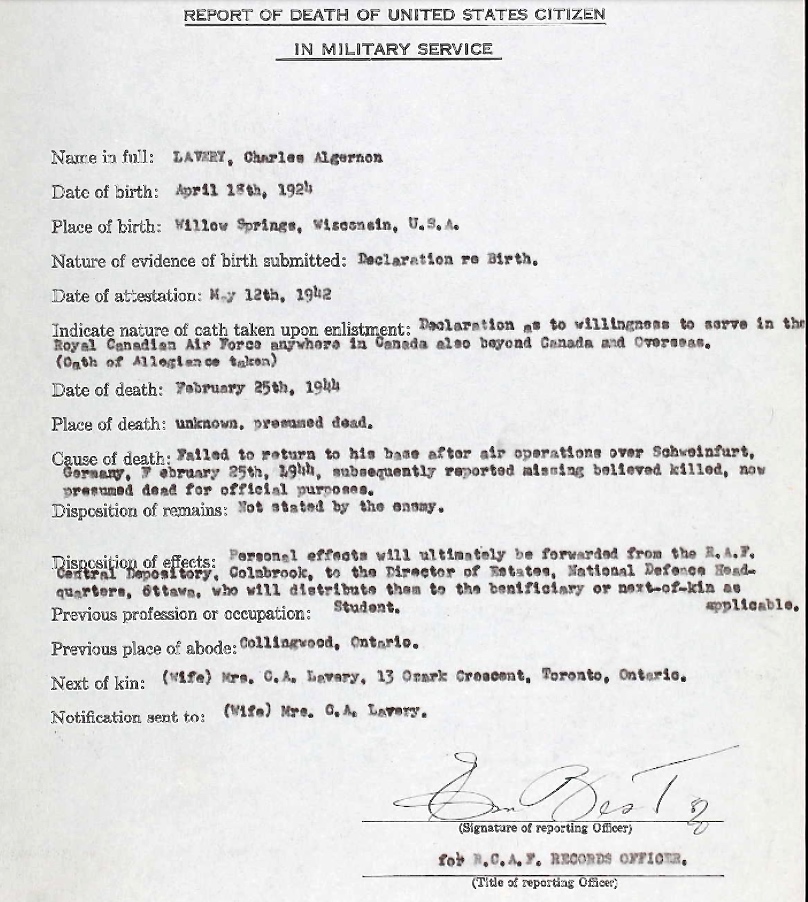 REPORT OF DEATH OF UNITED STATES CITIZEN
IN MILITARY SERVICE
Name in full: LAVERY, Charles Algernon
Date of birth: April 18th, 1924
Place of birth: Willow Springs, Wisconsin, U.S.A.
Nature of evidence of birth submitted: Declaration re Birth.
Date of attestation: May 12th, 1942
Indicate nature of oath taken upon enlistment: Declaration as to willingness to serve in the
Royal Canadian Air Force anywhere in Canada also beyond Canada and Overseas.
(Oath of Allegiance taken)
Date of death: February 25th, 1944
Place of death: unknown. presumed dead.
Cause of death: Failed to return to his base after air operations over Schweinfurt,
Germany, F ebruary 25th, 1944, subsequently reported missing believed killed, now
presumed dead for official purposes.
Disposition of remains: Not stated by the enemy.
Disposition of effects: Personal effects will ultimately be forwarded from the R.A.F.
Central Depository, Colnbrook, to the Director of Estates, National Defence Head-
quarters, Ottawa, who will distribute them to the benificiary or next-of-kin as
applicable.
Previous profession or occupation: Student.
Previous place of abode: Collingwood, Ontario.
Next of kin: (Wife) Mrs. C.A. Lavery, 13 Ozark Crescent, Toronto, Ontario.
Notification sent to: (Wife) Mrs. C.A. Lavery.
(Signature of reporting Officer)
for R.C.A.F. RECORDS OFFICER.
(Title of reporting Officer)